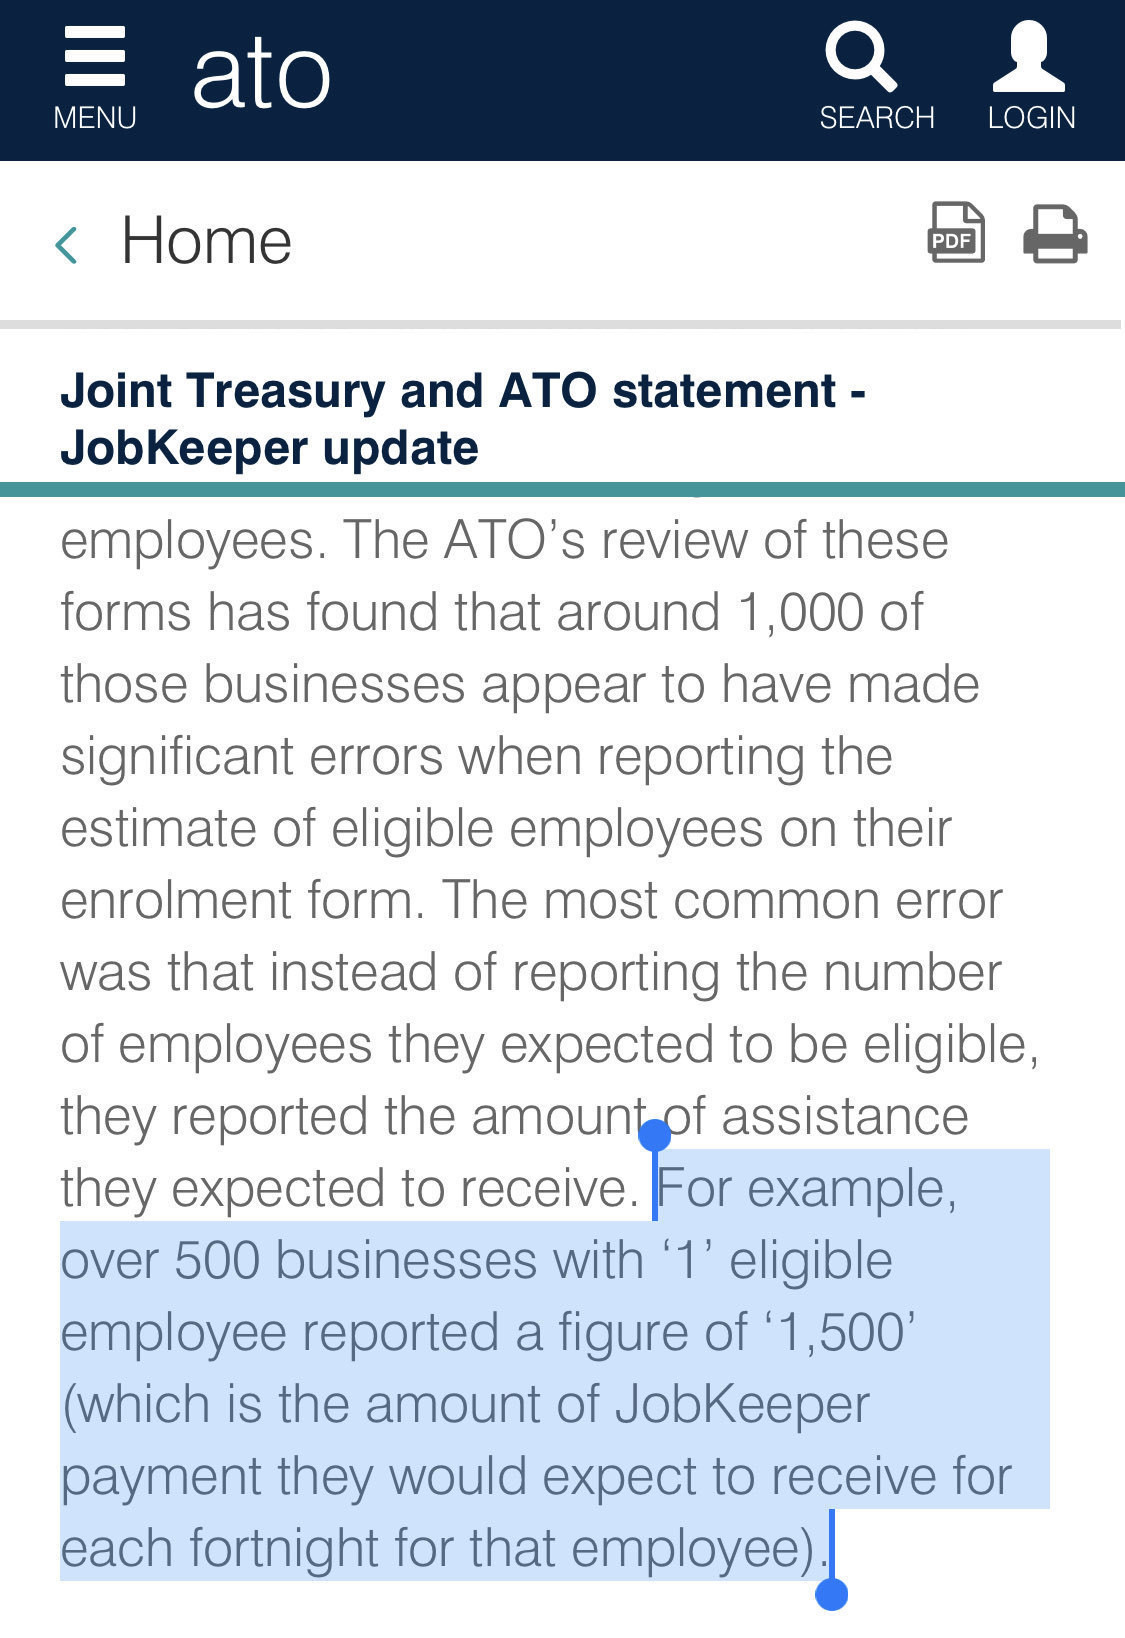 MENU
ato
SEARCH
LOGIN
Home
PDF
Joint Treasury and ATO statement -
JobKeeper update
employees. The ATO’s review of these
forms has found that around 1,000 of
those businesses appear to have made
significant errors when reporting the
estimate of eligible employees on their
enrolment form. The most common error
was that instead of reporting the number
of employees they expected to be eligible,
they reported the amount of assistance
they expected to receive. For example,
over 500 businesses with ‘1’ eligible
employee reported a figure of ‘1,500’
(which is the amount of JobKeeper
payment they would expect to receive for
each fortnight for that employee).